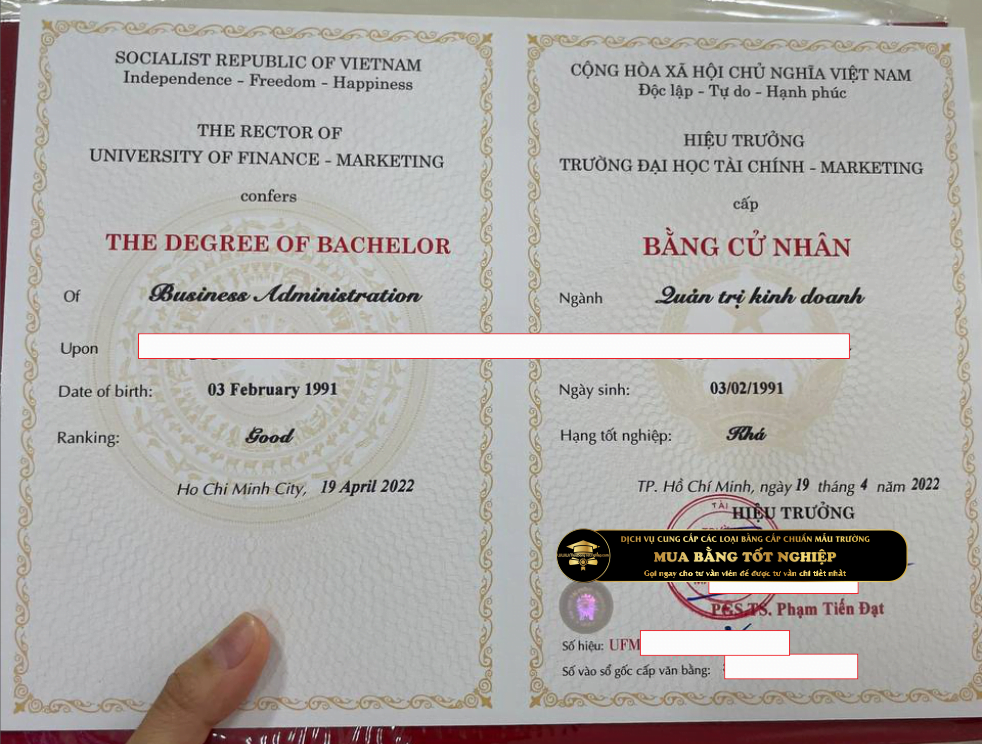 SOCIALIST REPUBLIC OF VIETNAM
Independence - Freedom - Happiness
THE RECTOR OF
UNIVERSITY OF FINANCE - MARKETING
confers
THE DEGREE OF BACHELOR
Of Business Administration
Upon
Date of birth: 03 February 1991
Ranking: Good
Ho Chi Minh City, 19 April 2022
CỘNG HÒA XÃ HỘI CHỦ NGHĨA VIỆT NAM
Độc lập - Tự do - Hạnh phúc
HIỆU TRƯỞNG
TRƯỜNG ĐẠI HỌC TÀI CHÍNH - MARKETING
cấp
BẰNG CỬ NHÂN
Ngành Quản trị kinh doanh
Ngày sinh: 03/02/1991
Hạng tốt nghiệp: Khá
TP. Hồ Chí Minh, ngày 19 tháng 4 năm 2022
HIỆU TRƯỞNG
TÀI
DỊCH VỤ CUNG CẤP CÁC LOẠI BẰNG CẤP CHUẨN MẪU TRƯỜNG
MUA BẰNG TỐT NGHIỆP
Gọi ngay cho tư vấn viên để được tư vấn chi tiết nhất
PGS.TS. Phạm Tiến Đạt
Số hiệu: UFM
Số vào sổ gốc cấp văn bằng: